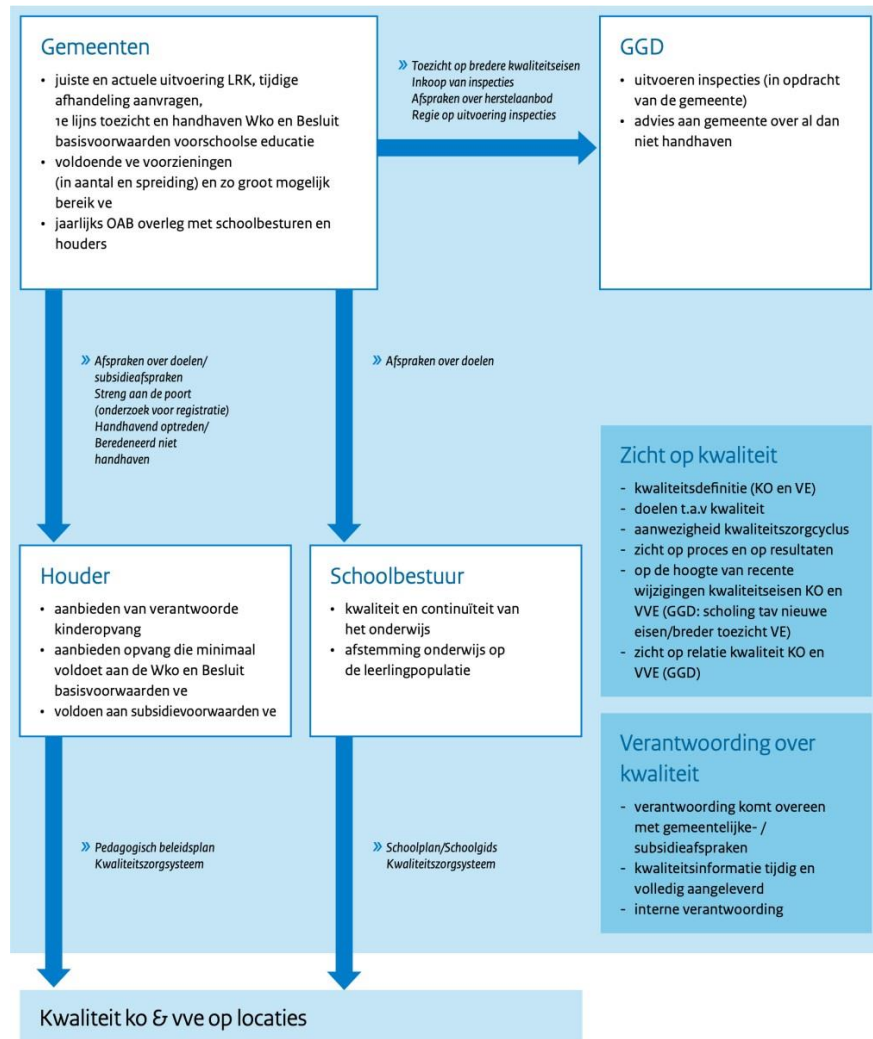 Gemeenten
• juiste en actuele uitvoering LRK, tijdige
afhandeling aanvragen,
1e lijns toezicht en handhaven Wko en Besluit
basisvoorwaarden voorschoolse educatie
• voldoende ve voorzieningen
(in aantal en spreiding) en zo groot mogelijk
bereik ve
• jaarlijks OAB overleg met schoolbesturen en
houders
» Toezicht op bredere kwaliteitseisen
Inkoop van inspecties
Afspraken over herstelaanbod
Regie op uitvoering inspecties
GGD
• uitvoeren inspecties (in opdracht
van de gemeente)
• advies aan gemeente over al dan
niet handhaven
» Afspraken over doelen/
subsidieafspraken
Streng aan de poort
(onderzoek voor registratie)
Handhavend optreden/
Beredeneerd niet
handhaven
» Afspraken over doelen
Houder
• aanbieden van verantwoorde
kinderopvang
• aanbieden opvang die minimaal
voldoet aan de Wko en Besluit
basisvoorwaarden ve
• voldoen aan subsidievoorwaarden ve
Schoolbestuur
• kwaliteit en continuïteit van
het onderwijs
• afstemming onderwijs op
de leerlingpopulatie
Zicht op kwaliteit
- kwaliteitsdefinitie (KO en VE)
- doelen t.a.v kwaliteit
- aanwezigheid kwaliteitszorgcyclus
- zicht op proces en op resultaten
- op de hoogte van recente
wijzigingen kwaliteitseisen KO en
VVE (GGD: scholing tav nieuwe
eisen/breder toezicht VE)
- zicht op relatie kwaliteit KO en
VVE (GGD)
Verantwoording over
kwaliteit
- verantwoording komt overeen
met gemeentelijke- /
subsidieafspraken
- kwaliteitsinformatie tijdig en
volledig aangeleverd
- interne verantwoording
» Pedagogisch beleidsplan
Kwaliteitszorgsysteem
» Schoolplan/Schoolgids
Kwaliteitszorgsysteem
Kwaliteit ko & vve op locaties